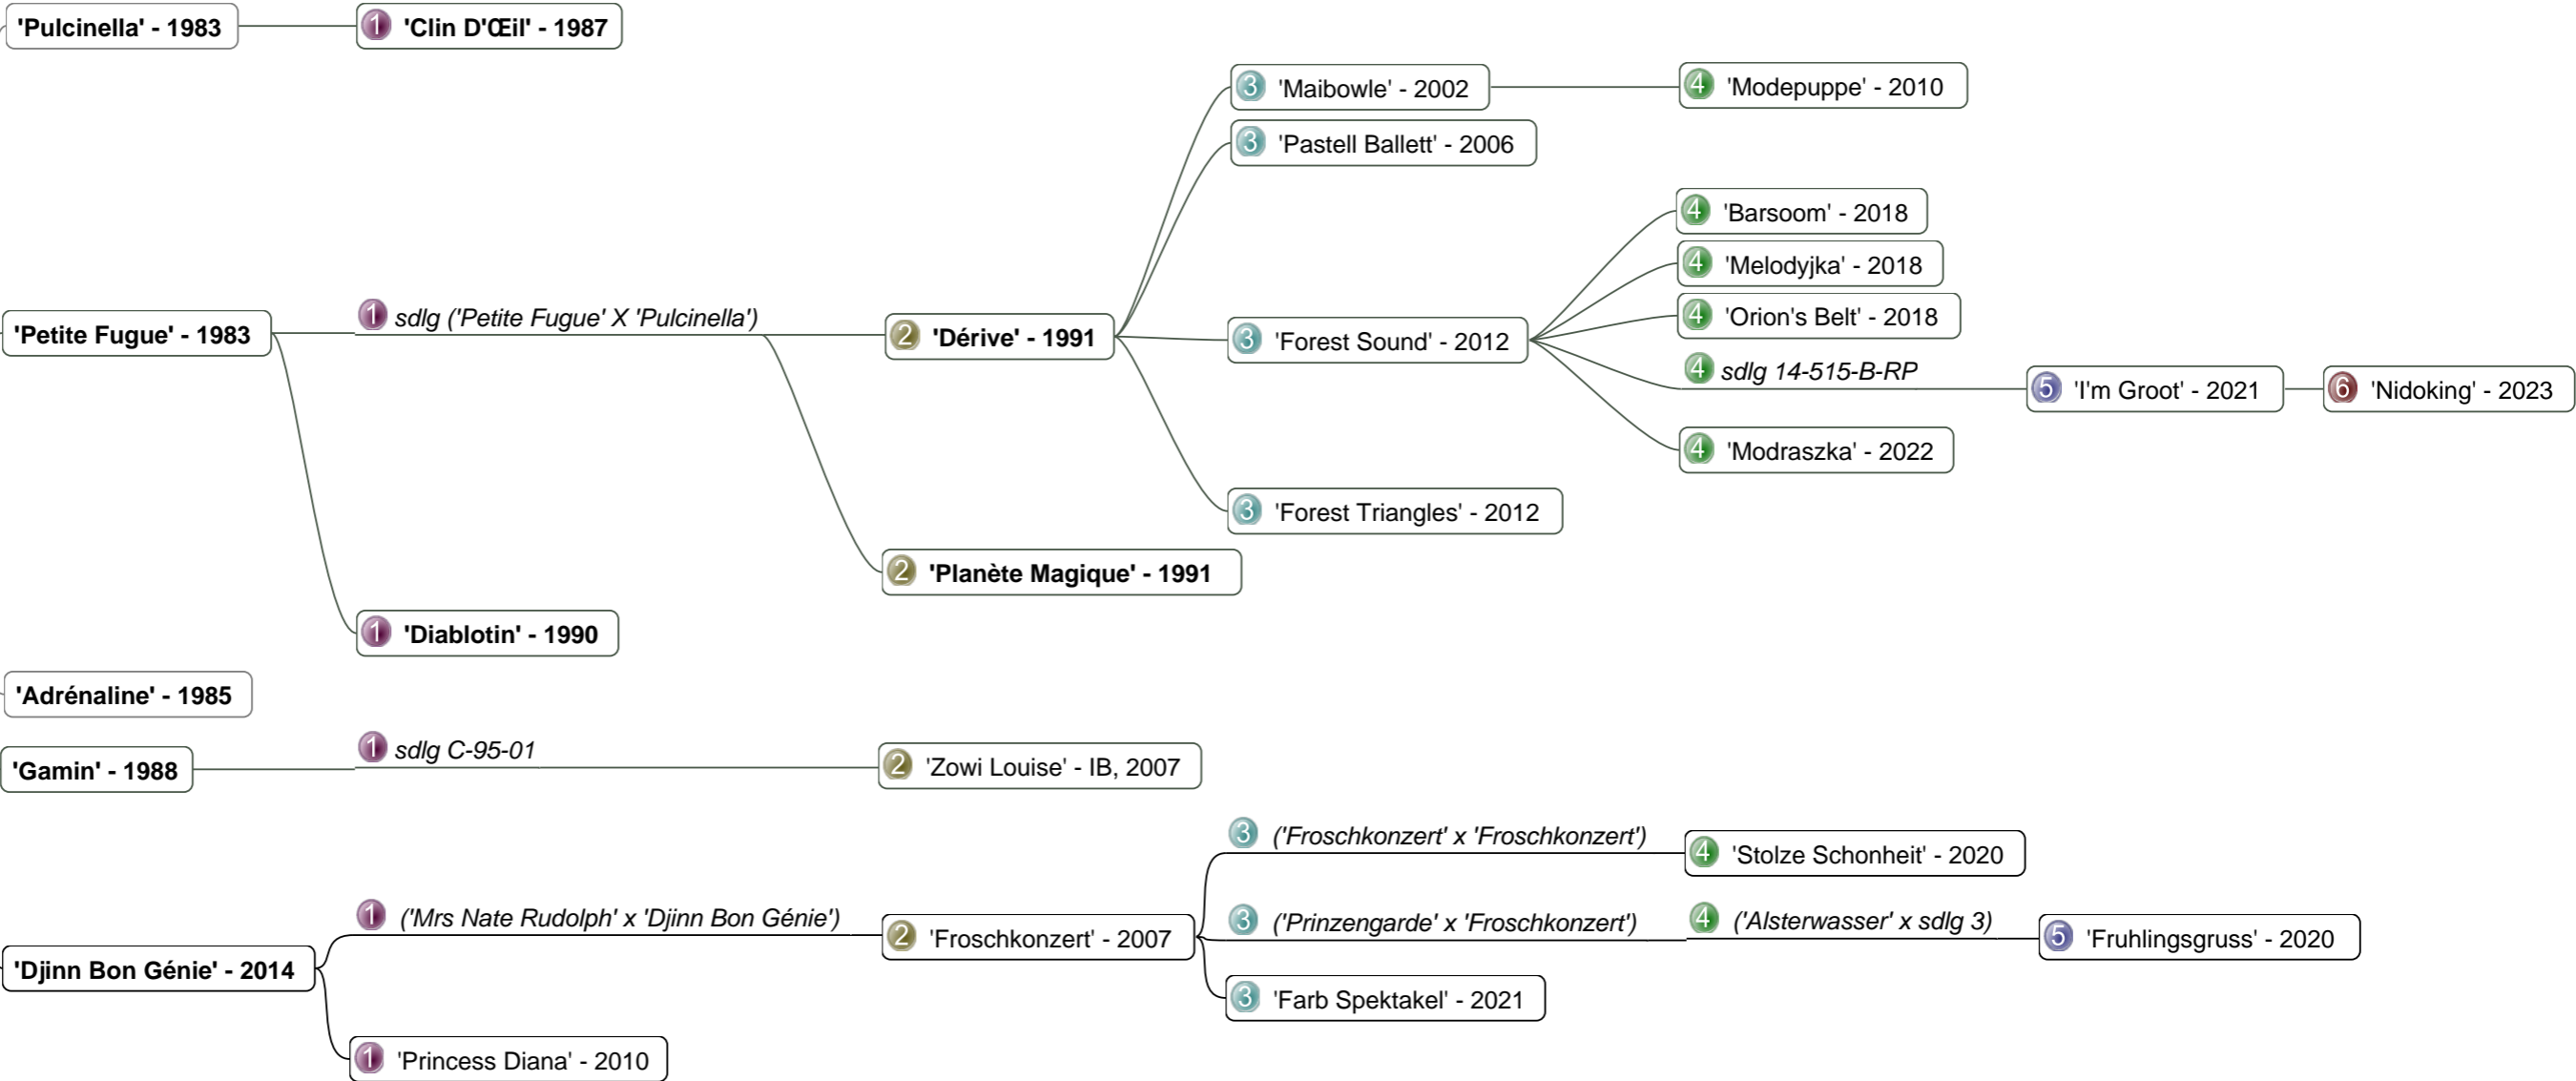 'Pulcinella' - 1983
1 'Clin D'Œil' - 1987
3 'Maibowle' - 2002
4 'Modepuppe' - 2010
3 'Pastell Ballett' - 2006
4 'Barsoom' - 2018
4 'Melodyjka' - 2018
4 'Orion's Belt' - 2018
'Petite Fugue' - 1983
1 sdlg ('Petite Fugue' X 'Pulcinella')
2 'Dérive' - 1991
3 'Forest Sound' - 2012
4 sdlg 14-515-B-RP
5 'I'm Groot' - 2021
6 'Nidoking' - 2023
4 'Modraszka' - 2022
3 'Forest Triangles' - 2012
2 'Planète Magique' - 1991
1 'Diablotin' - 1990
'Adrénaline' - 1985
'Gamin' - 1988
1 sdlg C-95-01
2 'Zowi Louise' - IB, 2007
3 ('Froschkonzert' x 'Froschkonzert')
4 'Stolze Schonheit' - 2020
'Djinn Bon Génie' - 2014
1 ('Mrs Nate Rudolph' x 'Djinn Bon Génie')
2 'Froschkonzert' - 2007
3 ('Prinzengarde' x 'Froschkonzert')
4 ('Alsterwasser' x sdlg 3)
5 'Fruhlingsgruss' - 2020
3 'Farb Spektakel' - 2021
1 'Princess Diana' - 2010